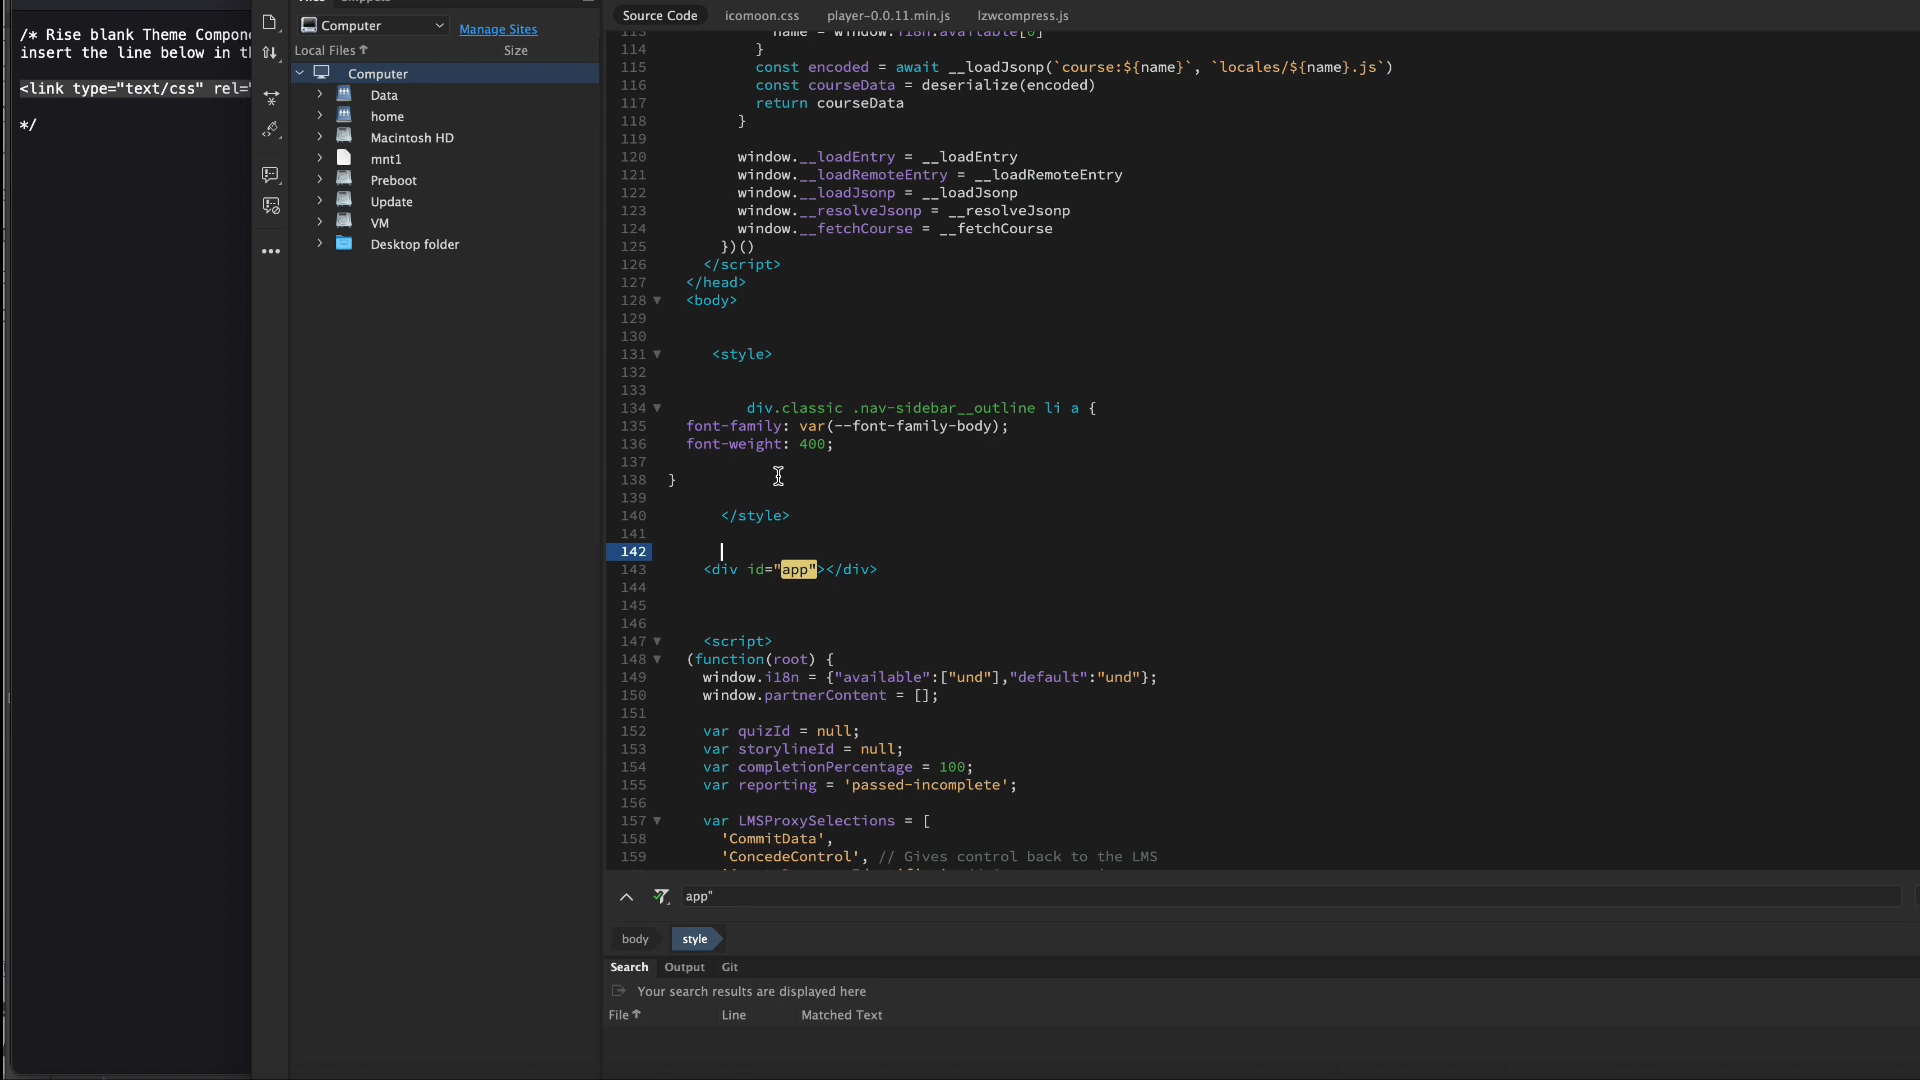 /* Rise blank Theme Compon
insert the line below in th
<link type="text/css" rel="
*/
Computer
Manage Sites
Local Files ↑ Size
Computer
Data
home
Macintosh HD
mnt1
Preboot
Update
VM
Desktop folder
Source Code icomoon.css player-0.0.11.min.js lzwcompress.js
113 name = window.i18n.available[0]
114 }
115 const encoded = await __loadJsonp(`course:${name}`, `locales/${name}.js`)
116 const courseData = deserialize(encoded)
117 return courseData
118 }
119
120 window.__loadEntry = __loadEntry
121 window.__loadRemoteEntry = __loadRemoteEntry
122 window.__loadJsonp = __loadJsonp
123 window.__resolveJsonp = __resolveJsonp
124 window.__fetchCourse = __fetchCourse
125 })()
126 </script>
127 </head>
128 <body>
129
130
131 <style>
132
133
134 div.classic .nav-sidebar__outline li a {
135 font-family: var(--font-family-body);
136 font-weight: 400;
137
138 }
139
140 </style>
141
142
143 <div id="app"></div>
144
145
146
147 <script>
148 (function(root) {
149 window.i18n = {"available":["und"],"default":"und"};
150 window.partnerContent = [];
151
152 var quizId = null;
153 var storylineId = null;
154 var completionPercentage = 100;
155 var reporting = 'passed-incomplete';
156
157 var LMSProxySelections = [
158 'CommitData',
159 'ConcedeControl', // Gives control back to the LMS
app"
body style
Search Output Git
Your search results are displayed here
File ↑ Line Matched Text